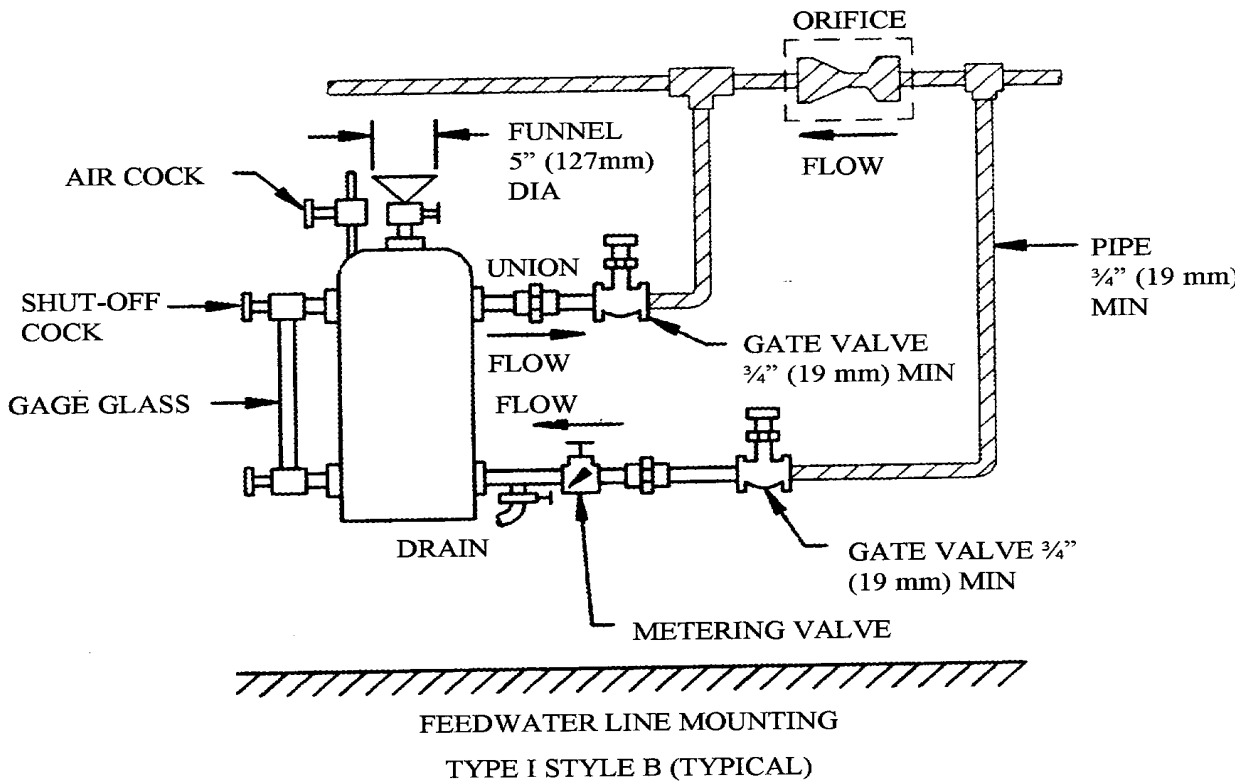 ORIFICE
FUNNEL
5" (127mm)
DIA
FLOW
AIR COCK
UNION
PIPE
¾" (19 mm)
MIN
SHUT-OFF
COCK
FLOW
GATE VALVE
¾" (19 mm) MIN
GAGE GLASS
FLOW
DRAIN
GATE VALVE ¾"
(19 mm) MIN
METERING VALVE
FEEDWATER LINE MOUNTING
TYPE I STYLE B (TYPICAL)